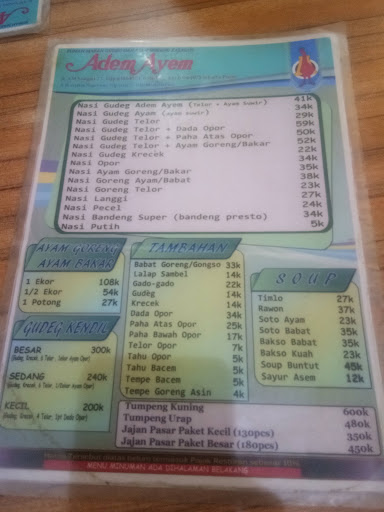 Adem Ayem
Nasi Gudeg Adem Ayem (Telor + Ayam Suwir) 41k
Nasi Gudeg Ayam (Ayam Suwir) 34k
Nasi Gudeg Telor 29k
Nasi Gudeg Telor + Dada Opor 59k
Nasi Gudeg Telor + Paha Atas Opor 50k
Nasi Gudeg Telor + Ayam Goreng/Bakar 52k
Nasi Gudeg Krecek 22k
Nasi Opor 34k
Nasi Ayam Goreng/Bakar 35k
Nasi Goreng Ayam/Babat 38k
Nasi Goreng Telor 23k
Nasi Langgi 27k
Nasi Pecel 24k
Nasi Bandeng Super (bandeng presto) 34k
Nasi Putih 5k
AYAM GORENG
AYAM BAKAR
1 Ekor 108k
1/2 Ekor 54k
1 Potong 27k
GUDEG KENDIL
BESAR 300k
SEDANG 240k
KECIL 200k
TAMBAHAN
Babat Goreng/Gongso 33k
Lalap Sambel 14k
Gado-gado 22k
Gudeg 14k
Krecek 14k
Dada Opor 34k
Paha Atas Opor 25k
Paha Bawah Opor 17k
Telor Opor 7k
Tahu Opor 5k
Tahu Bacem 5k
Tempe Bacem 5k
Tempe Goreng Asin 4k
SOUP
Timlo 27k
Rawon 37k
Soto Ayam 23k
Soto Babat 35k
Bakso Babat 35k
Bakso Kuah 23k
Soup Buntut 45k
Sayur Asem 12k
Tumpeng Kuning 600k
Tumpeng Urap 480k
Jajan Pasar Paket Kecil (130pcs) 350k
Jajan Pasar Paket Besar (180pcs) 450k
MENU MINUMAN ADA DIHALAMAN BELAKANG